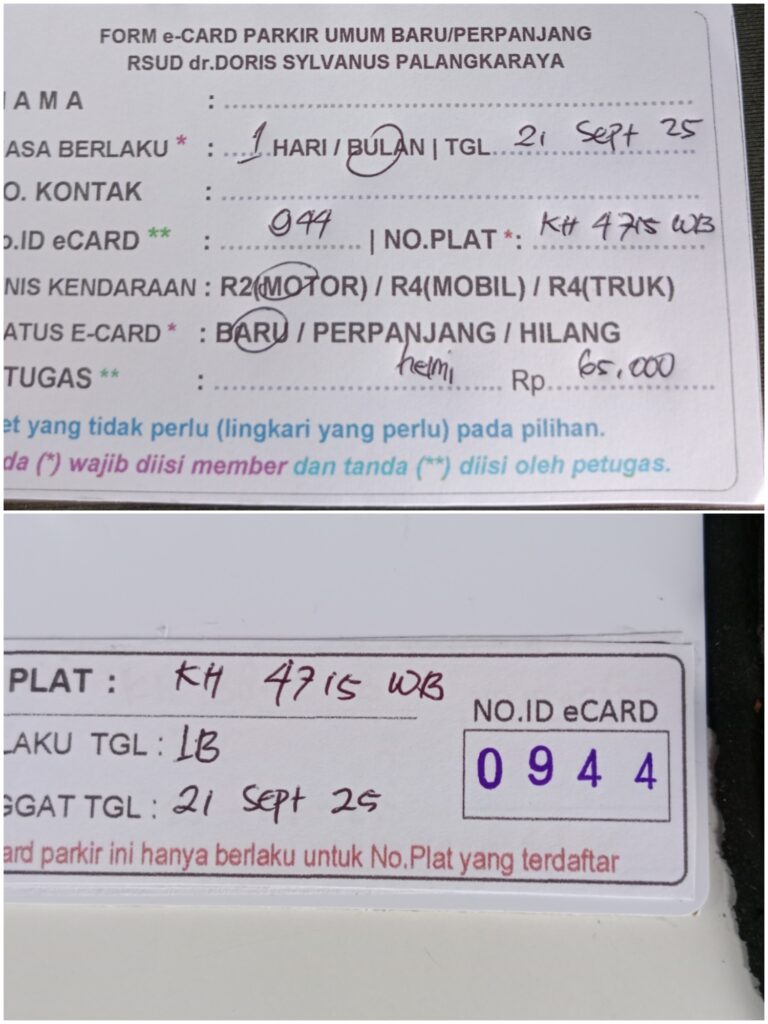 FORM e-CARD PARKIR UMUM BARU/PERPANJANG
RSUD dr.DORIS SYLVANUS PALANGKARAYA
AMA :
ASA BERLAKU * : 1 HARI / BULAN | TGL 21 Sept 25
O. KONTAK :
o.ID eCARD ** : 944 | NO.PLAT *: KH 4715 WB
NIS KENDARAAN : R2(MOTOR) / R4(MOBIL) / R4(TRUK)
ATUS E-CARD * : BARU / PERPANJANG / HILANG
TUGAS ** : helmi Rp 65.000
et yang tidak perlu (lingkari yang perlu) pada pilihan.
da (*) wajib diisi member dan tanda (**) diisi oleh petugas.
PLAT : KH 4715 WB
LAKU TGL : 1B
NO.ID eCARD
0944
GGAT TGL : 21 Sept 25
ard parkir ini hanya berlaku untuk No.Plat yang terdaftar